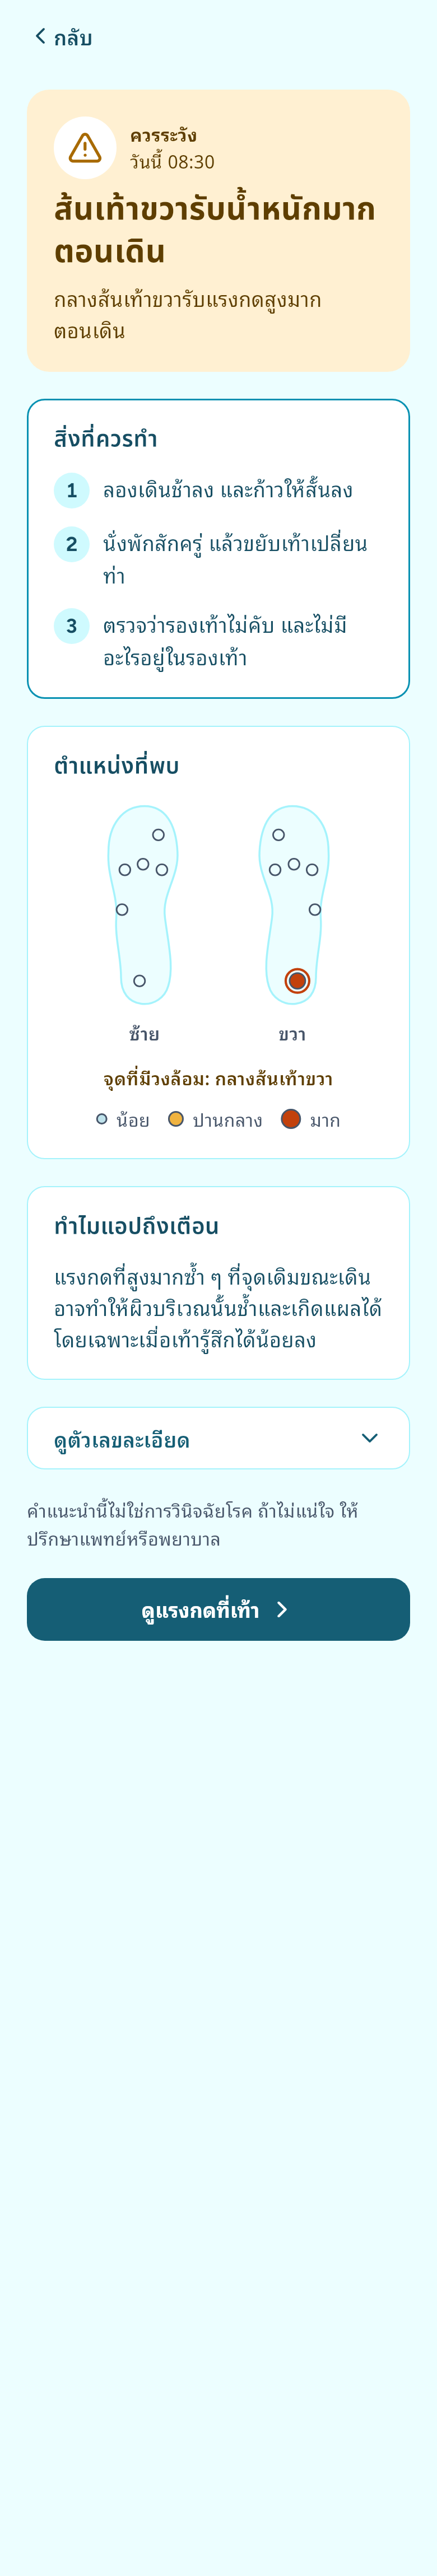 กลับ
ควรระวัง
วันนี้ 08:30
ส้นเท้าขวารับน้ำหนักมาก
ตอนเดิน
กลางส้นเท้าขวารับแรงกดสูงมาก
ตอนเดิน
สิ่งที่ควรทำ
1 ลองเดินช้าลง และก้าวให้สั้นลง
2 นั่งพักสักครู่ แล้วขยับเท้าเปลี่ยน
ท่า
3 ตรวจว่ารองเท้าไม่คับ และไม่มี
อะไรอยู่ในรองเท้า
ตำแหน่งที่พบ
ซ้าย ขวา
จุดที่มีวงล้อม: กลางส้นเท้าขวา
น้อย ปานกลาง มาก
ทำไมแอปถึงเตือน
แรงกดที่สูงมากซ้ำ ๆ ที่จุดเดิมขณะเดิน
อาจทำให้ผิวบริเวณนั้นช้ำและเกิดแผลได้
โดยเฉพาะเมื่อเท้ารู้สึกได้น้อยลง
ดูตัวเลขละเอียด
คำแนะนำนี้ไม่ใช่การวินิจฉัยโรค ถ้าไม่แน่ใจ ให้
ปรึกษาแพทย์หรือพยาบาล
ดูแรงกดที่เท้า